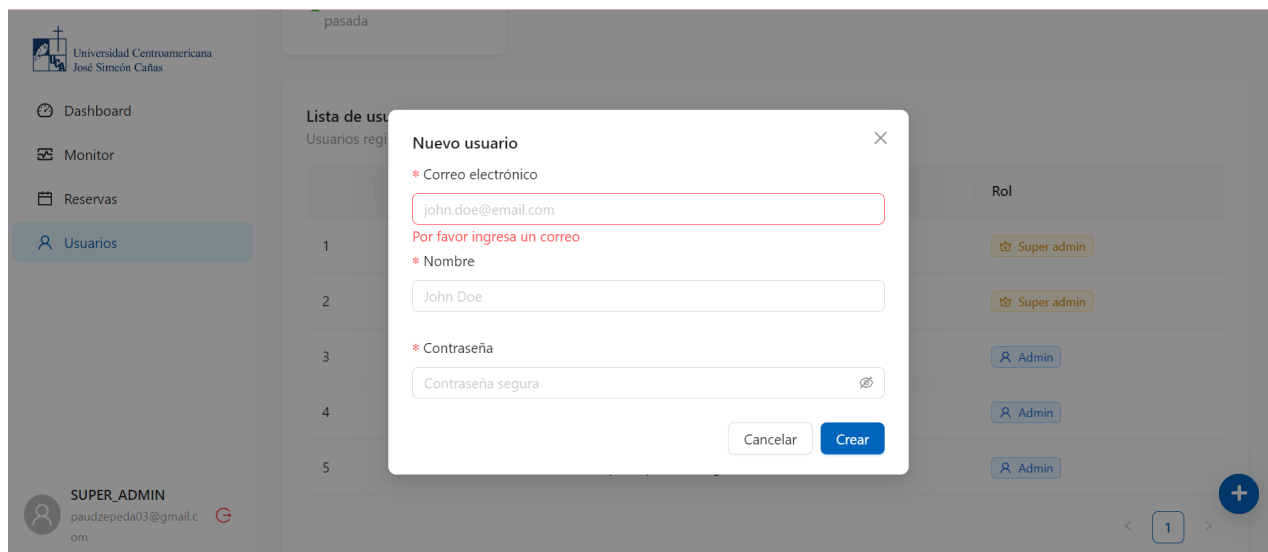 pasada
Universidad Centroamericana
José Simeón Cañas
UCA
Dashboard
Monitor
Reservas
Usuarios
SUPER_ADMIN
paudzepeda03@gmail.c
om
Lista de usu
Usuarios regi
Rol
1
Super admin
2
Super admin
3
Admin
4
Admin
5
Admin
1
Nuevo usuario
* Correo electrónico
john.doe@email.com
Por favor ingresa un correo
* Nombre
John Doe
* Contraseña
Contraseña segura
Cancelar
Crear